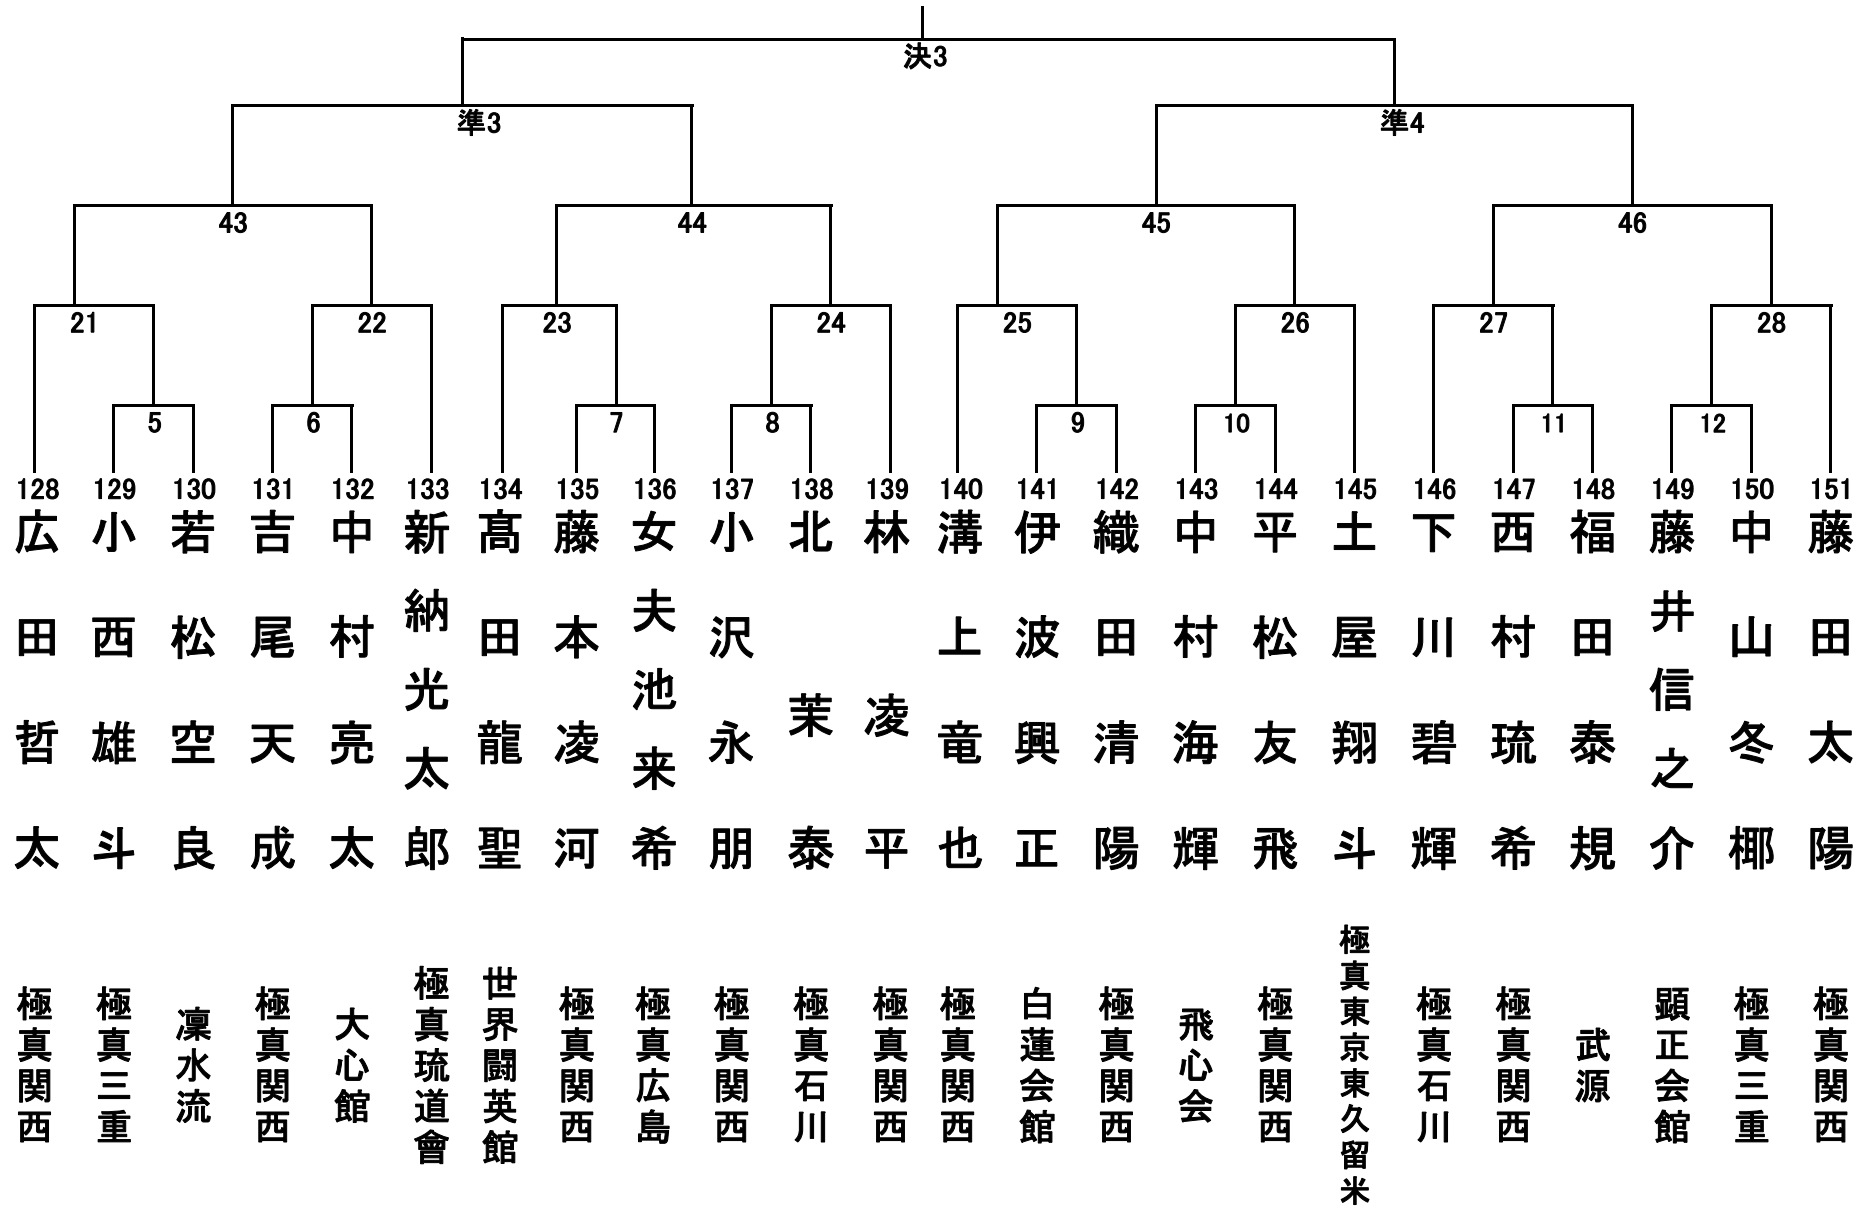 決3
準3
準4
43
44
45
46
21
22
23
24
25
26
27
28
5
6
7
8
9
10
11
12
128
129
130
131
132
133
134
135
136
137
138
139
140
141
142
143
144
145
146
147
148
149
150
151
広田哲太
小西雄斗
若松空良
吉尾天成
中村亮太
新納光太郎
髙田龍聖
藤本凌河
女夫池来希
小沢永朋
北茉泰
林凌平
溝上竜也
伊波興正
織田清陽
中村海輝
平松友飛
土屋翔斗
下川碧輝
西村琉希
福田泰規
藤井信之介
中山冬椰
藤田太陽
極真関西
極真三重
凜水流
極真関西
大心館
極真琉道會
世界闘英館
極真関西
極真広島
極真関西
極真石川
極真関西
極真関西
白蓮会館
極真関西
飛心会
極真関西
極真東京東久留米
極真石川
極真関西
武源
顕正会館
極真三重
極真関西